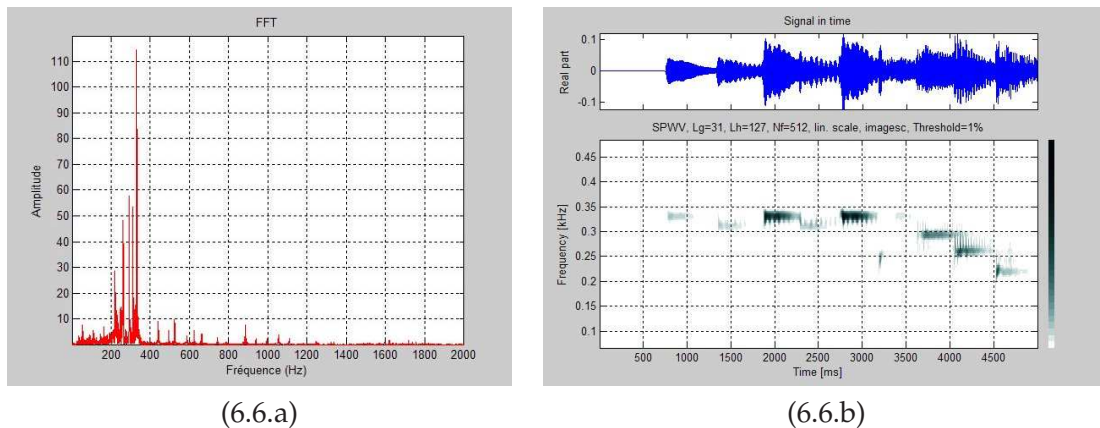 FFT
110
100
90
80
70
60
50
40
30
20
10
Amplitude
200 400 600 800 1000 1200 1400 1600 1800 2000
Fréquence (Hz)
(6.6.a)
Signal in time
0.1
0
-0.1
Real part
SPWV, Lg=31, Lh=127, Nf=512, lin. scale, imagesc, Threshold=1%
0.45
0.4
0.35
0.3
0.25
0.2
0.15
0.1
Frequency [kHz]
500 1000 1500 2000 2500 3000 3500 4000 4500
Time [ms]
(6.6.b)